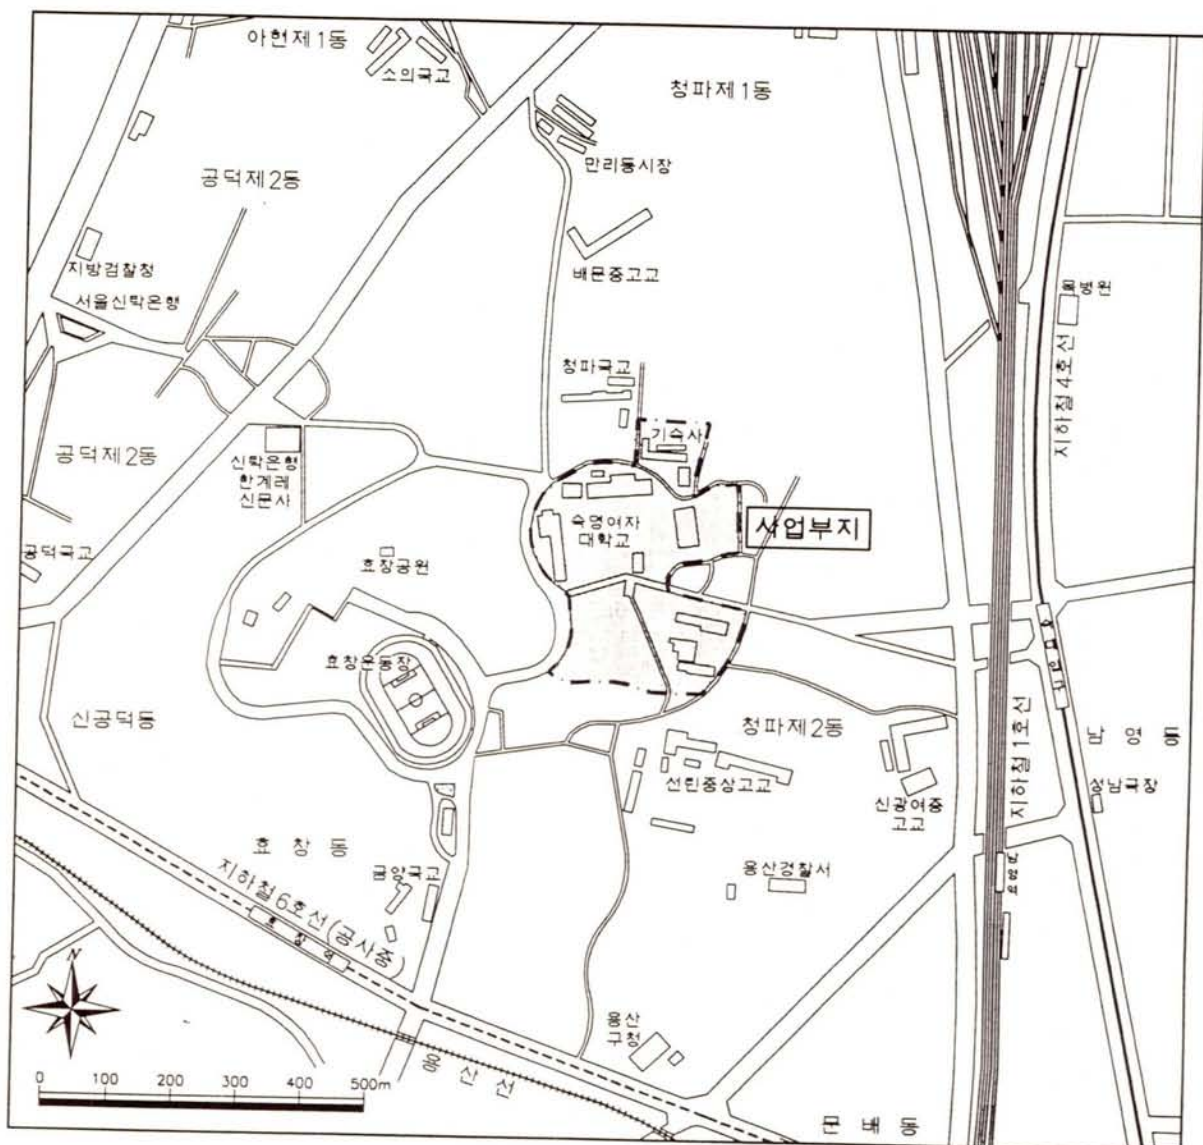 아현제1동
소의국교
청파제1동
만리동시장
공덕제2동
배문중고교
지방검찰청
서울신탁은행
병원
지하철4호선
청파국교
기숙사
공덕제2동
신탁은행
한계레
신문사
숙명여자
대학교
사업부지
공덕국교
효창공원
효창운동장
신공덕동
청파제2동
지하철1호선
선린중상고교
신광여중
고교
성남극장
효창동
금양국교
용산경찰서
지하철6호선(공사중)
효창역
N
용산
구청
용산선
0 100 200 300 400 500m